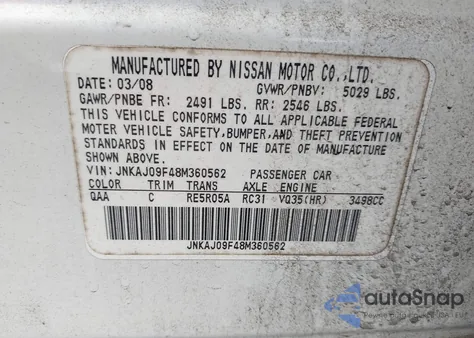 MANUFACTURED BY NISSAN MOTOR CO.,LTD.
DATE: 03/08 GVWR/PNBV: 5029 LBS.
GAWR/PNBE FR: 2491 LBS. RR: 2546 LBS.
THIS VEHICLE CONFORMS TO ALL APPLICABLE FEDERAL
MOTER VEHICLE SAFETY,BUMPER,AND THEFT PREVENTION
STANDARDS IN EFFECT ON THE DATE OF MANUFACTURE
SHOWN ABOVE.
VIN: JNKAJ09F48M360562 PASSENGER CAR
COLOR TRIM TRANS AXLE ENGINE
QAA C RE5R05A RC31 VQ35(HR) 3498CC
JNKAJ09F48M360562
autoSnap